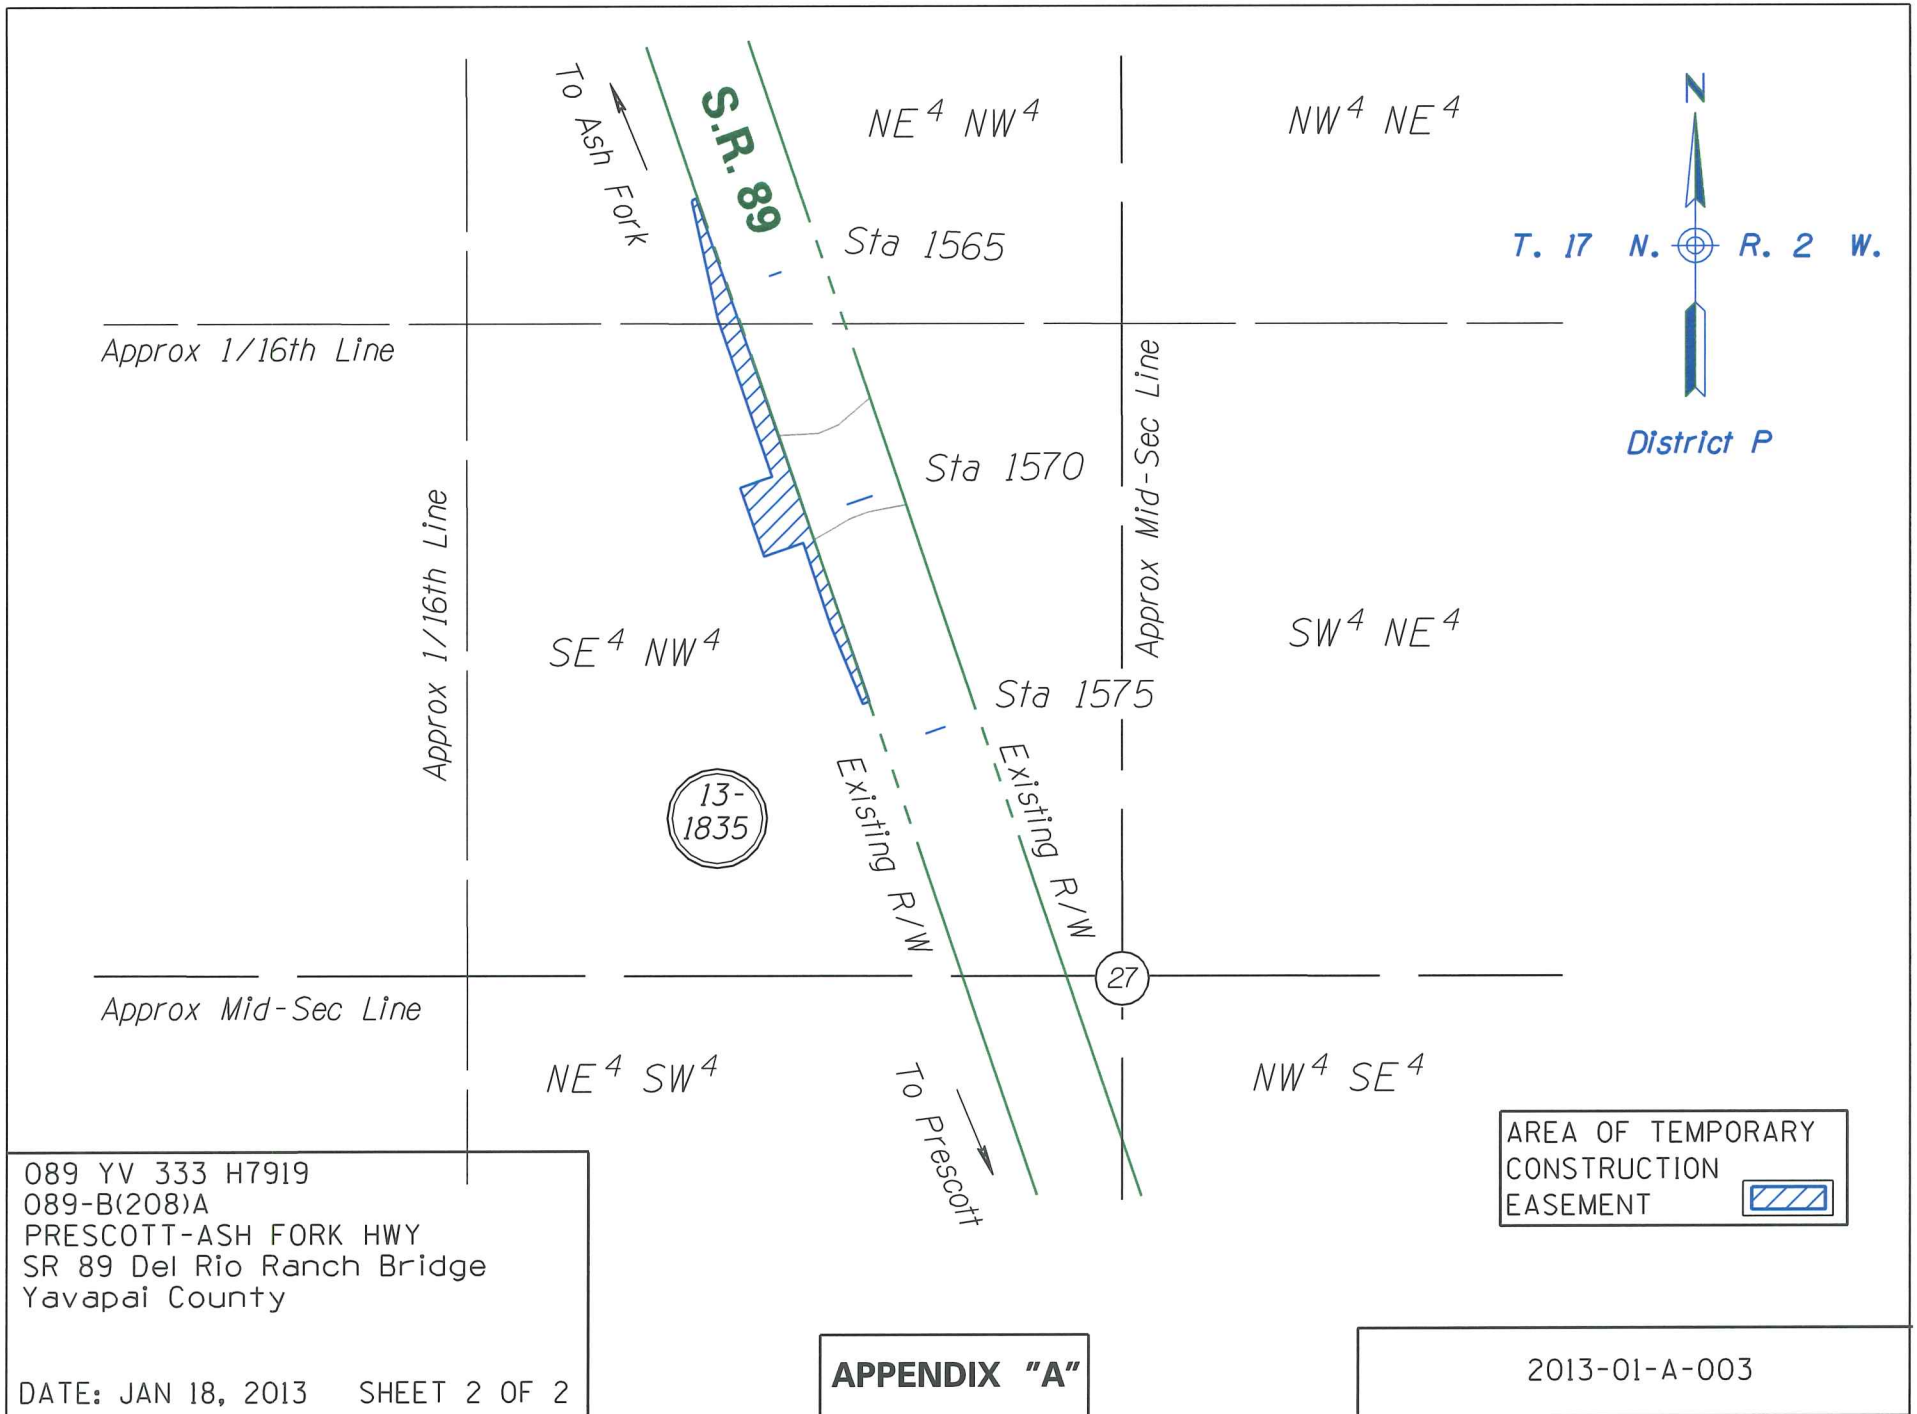 To Ash Fork
S.R. 89
NE4 NW4
NW4 NE4
N
Sta 1565
T. 17 N. R. 2 W.
Approx 1/16th Line
District P
Sta 1570
Approx Mid-Sec Line
Approx 1/16th Line
SE4 NW4
SW4 NE4
Sta 1575
13-
1835
Existing R/W
Existing R/W
27
Approx Mid-Sec Line
NE4 SW4
To Prescott
NW4 SE4
AREA OF TEMPORARY
CONSTRUCTION
EASEMENT
089 YV 333 H7919
089-B(208)A
PRESCOTT-ASH FORK HWY
SR 89 Del Rio Ranch Bridge
Yavapai County
DATE: JAN 18, 2013 SHEET 2 OF 2
APPENDIX "A"
2013-01-A-003